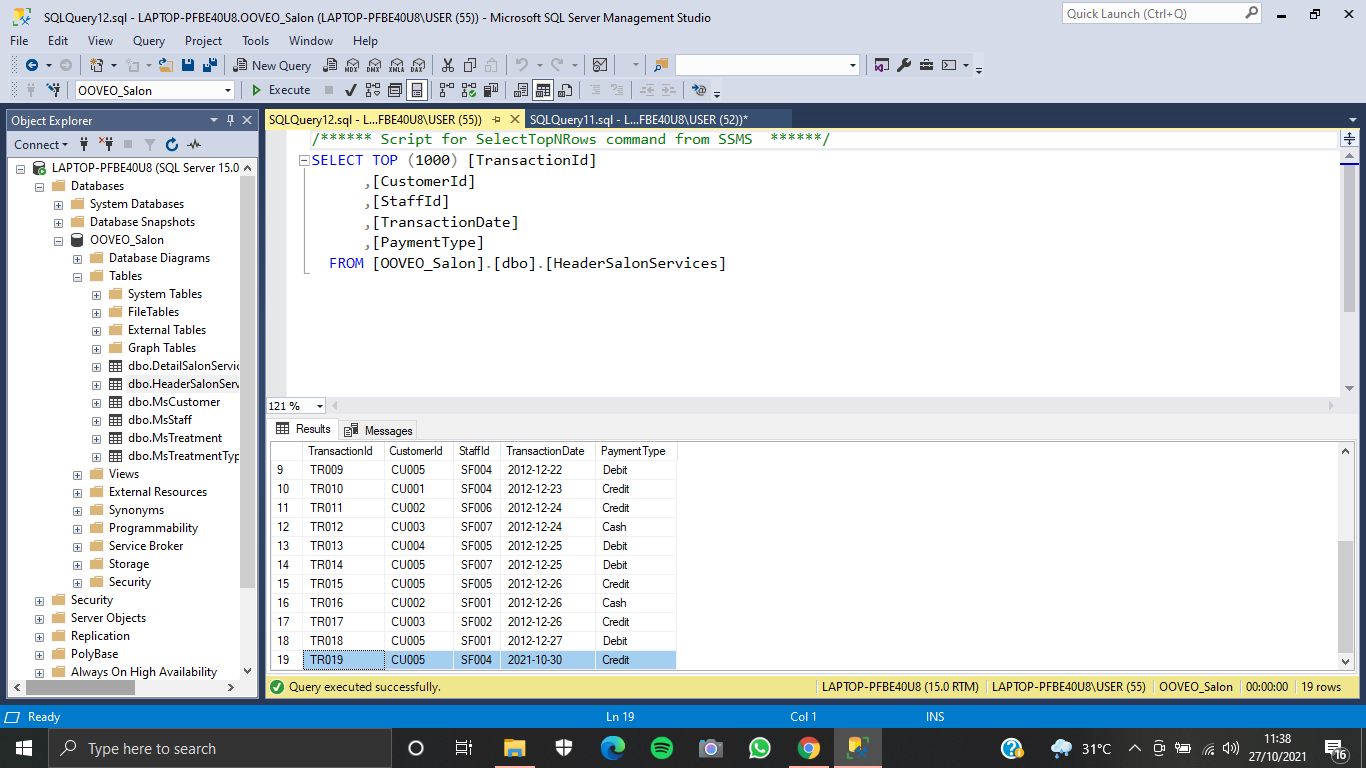 SQLQuery12.sql - LAPTOP-PFBE40U8.OOVEO_Salon (LAPTOP-PFBE40U8\USER (55)) - Microsoft SQL Server Management Studio
Quick Launch (Ctrl+Q)
File Edit View Query Project Tools Window Help
New Query MDX DMX XMLA DAX
OOVEO_Salon Execute
Object Explorer
Connect
LAPTOP-PFBE40U8 (SQL Server 15.0
Databases
System Databases
Database Snapshots
OOVEO_Salon
Database Diagrams
Tables
System Tables
FileTables
External Tables
Graph Tables
dbo.DetailSalonServic
dbo.HeaderSalonServ
dbo.MsCustomer
dbo.MsStaff
dbo.MsTreatment
dbo.MsTreatmentTyp
Views
External Resources
Synonyms
Programmability
Service Broker
Storage
Security
Security
Server Objects
Replication
PolyBase
Always On High Availability
SQLQuery12.sql - L...FBE40U8\USER (55)) SQLQuery11.sql - L...FBE40U8\USER (52))*
/****** Script for SelectTopNRows command from SSMS ******/
SELECT TOP (1000) [TransactionId]
,[CustomerId]
,[StaffId]
,[TransactionDate]
,[PaymentType]
FROM [OOVEO_Salon].[dbo].[HeaderSalonServices]
121 %
Results Messages
TransactionId CustomerId StaffId TransactionDate PaymentType
9 TR009 CU005 SF004 2012-12-22 Debit
10 TR010 CU001 SF004 2012-12-23 Credit
11 TR011 CU002 SF006 2012-12-24 Credit
12 TR012 CU003 SF007 2012-12-24 Cash
13 TR013 CU004 SF005 2012-12-25 Debit
14 TR014 CU005 SF007 2012-12-25 Debit
15 TR015 CU005 SF005 2012-12-26 Credit
16 TR016 CU002 SF001 2012-12-26 Cash
17 TR017 CU003 SF002 2012-12-26 Credit
18 TR018 CU005 SF001 2012-12-27 Debit
19 TR019 CU005 SF004 2021-10-30 Credit
Query executed successfully. LAPTOP-PFBE40U8 (15.0 RTM) LAPTOP-PFBE40U8\USER (55) OOVEO_Salon 00:00:00 19 rows
Ready Ln 19 Col 1 INS
Type here to search
31°C
11:38
27/10/2021
16